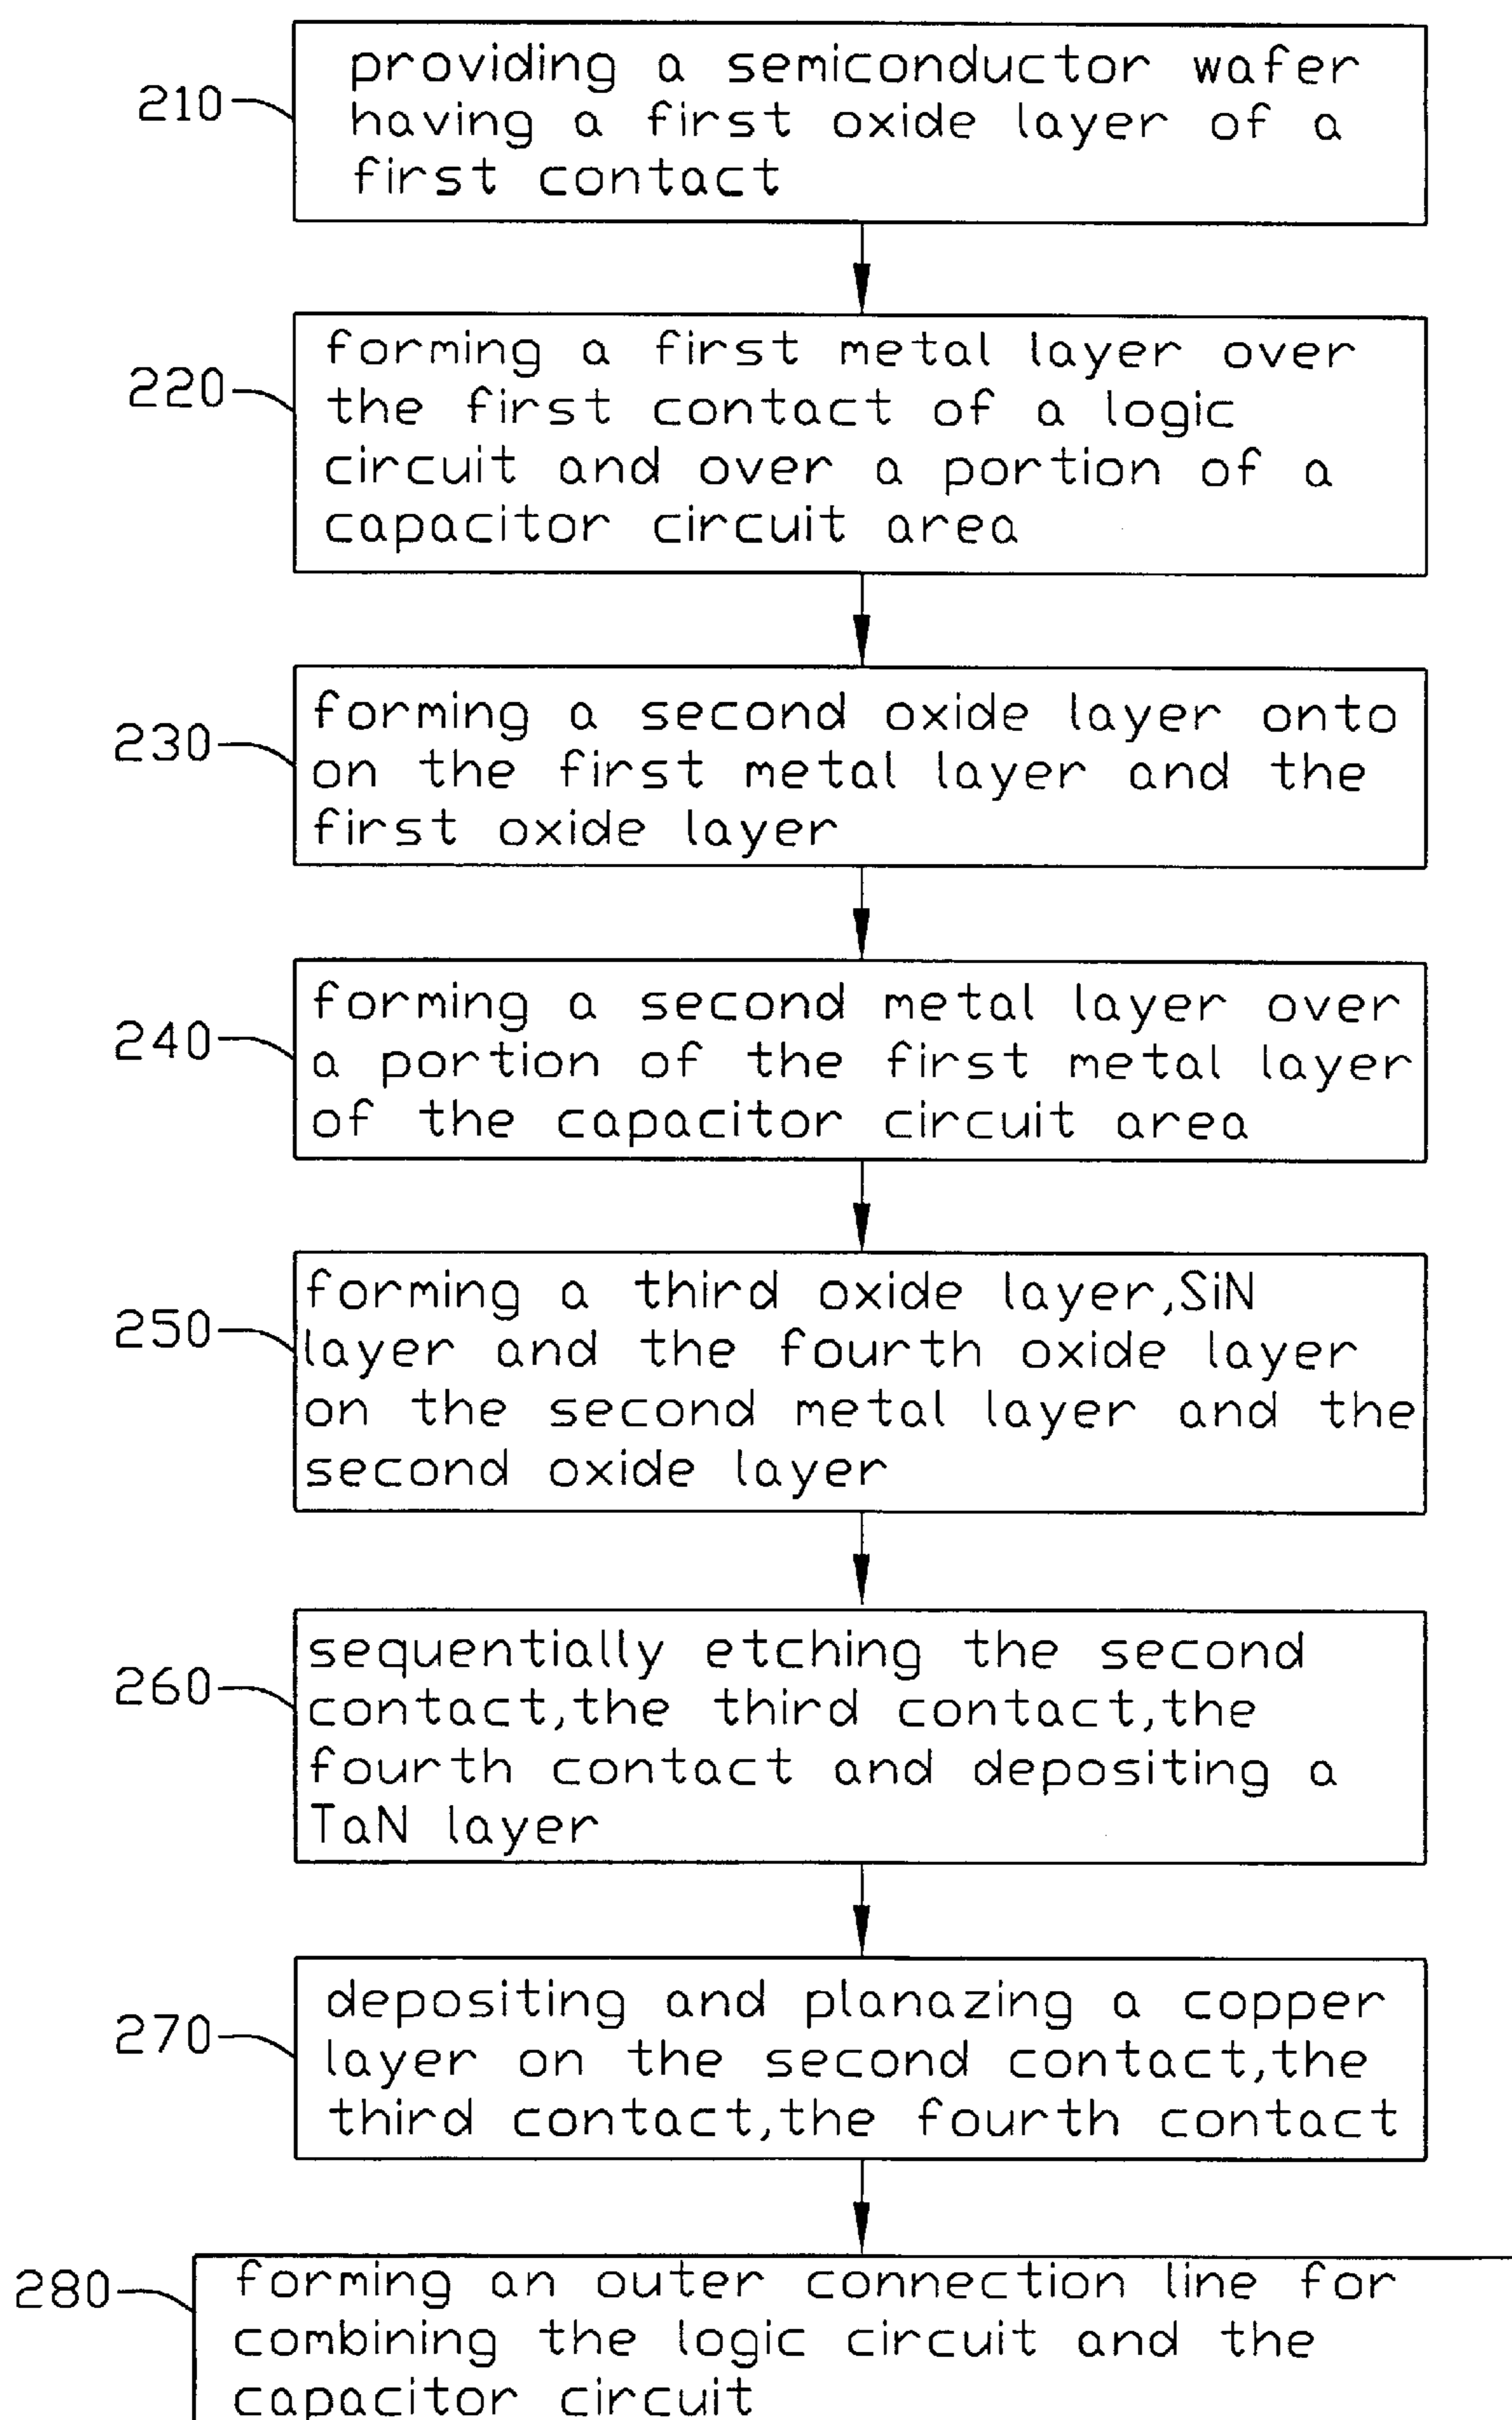 210
providing a semiconductor wafer
having a first oxide layer of a
first contact
220
forming a first metal layer over
the first contact of a logic
circuit and over a portion of a
capacitor circuit area
230
forming a second oxide layer onto
on the first metal layer and the
first oxide layer
240
forming a second metal layer over
a portion of the first metal layer
of the capacitor circuit area
250
forming a third oxide layer,SiN
layer and the fourth oxide layer
on the second metal layer and the
second oxide layer
260
sequentially etching the second
contact,the third contact,the
fourth contact and depositing a
TaN layer
270
depositing and planazing a copper
layer on the second contact,the
third contact,the fourth contact
280
forming an outer connection line for
combining the logic circuit and the
capacitor circuit